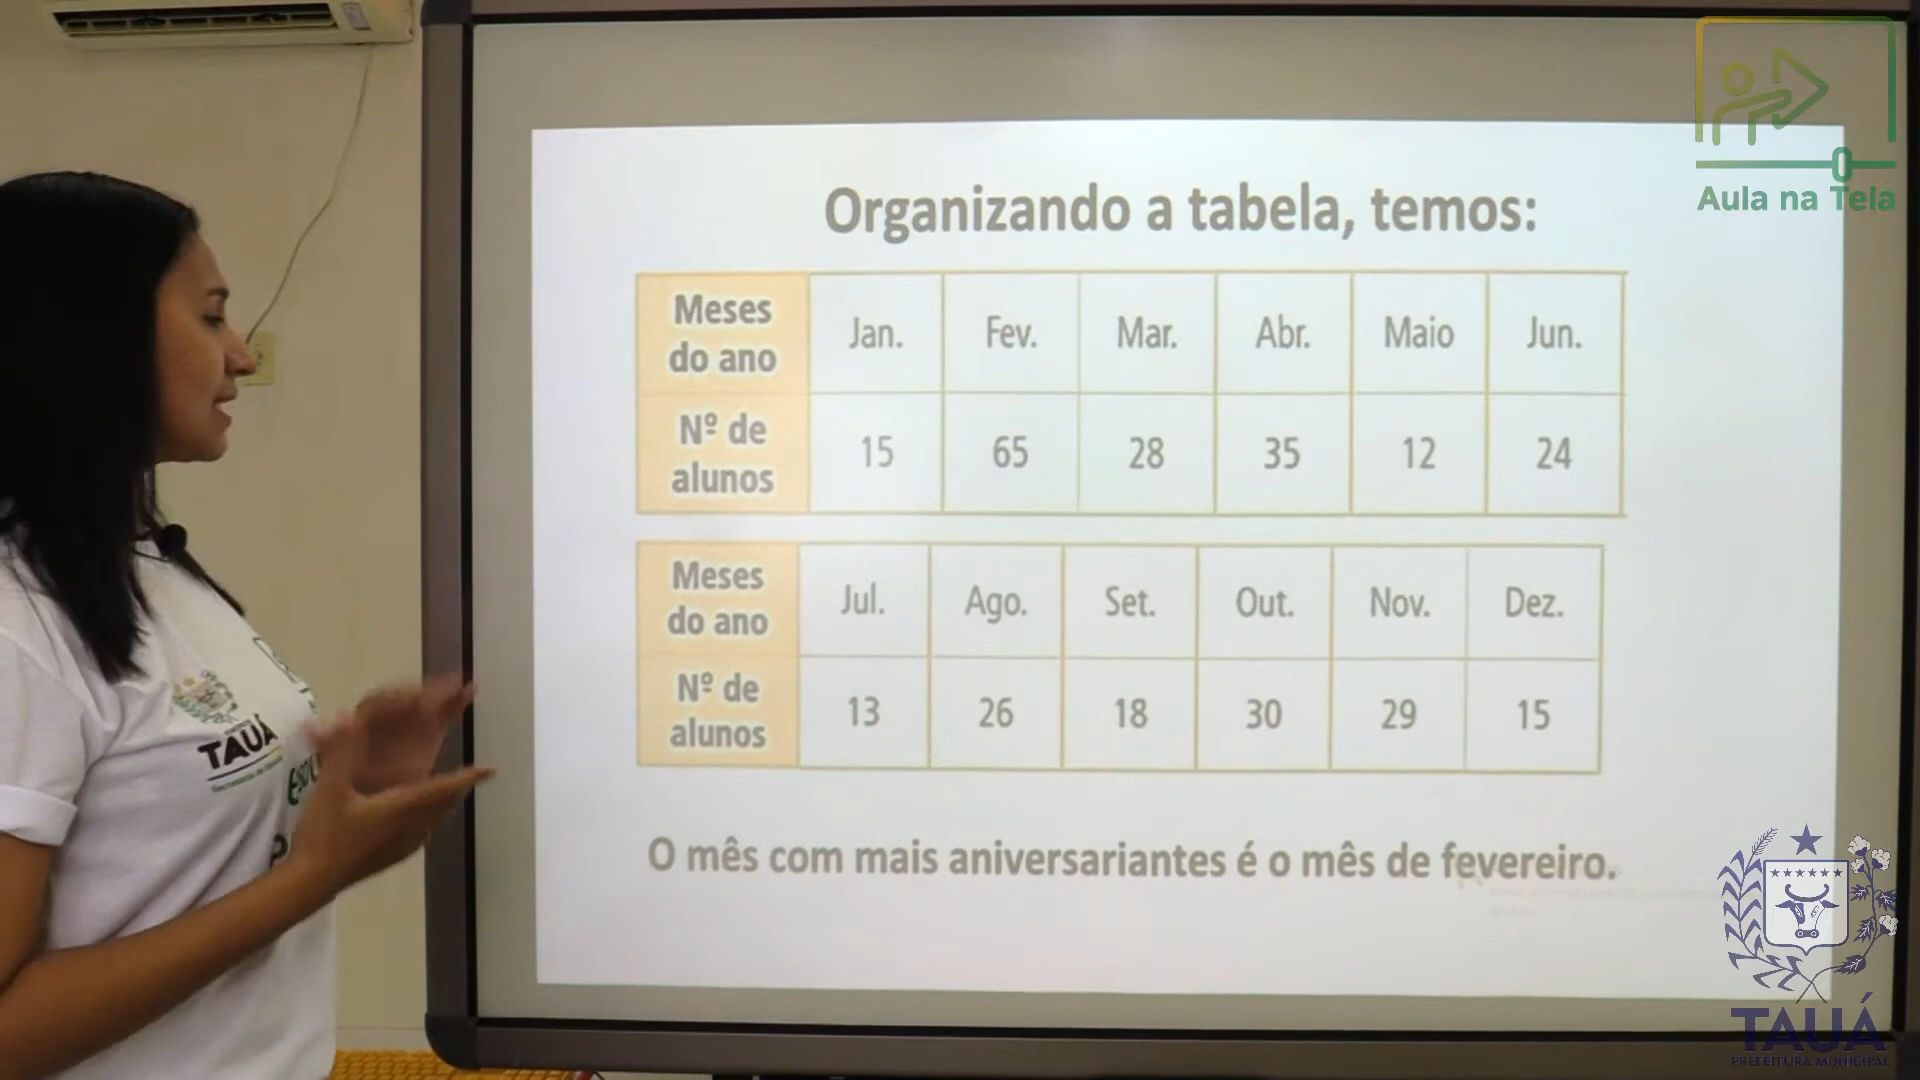 Organizando a tabela, temos:
Meses do ano Jan. Fev. Mar. Abr. Maio Jun.
Nº de alunos 15 65 28 35 12 24
Meses do ano Jul. Ago. Set. Out. Nov. Dez.
Nº de alunos 13 26 18 30 29 15
O mês com mais aniversariantes é o mês de fevereiro.
Aula na Tela
TAUÁ
TAUÁ
PREFEITURA MUNICIPAL